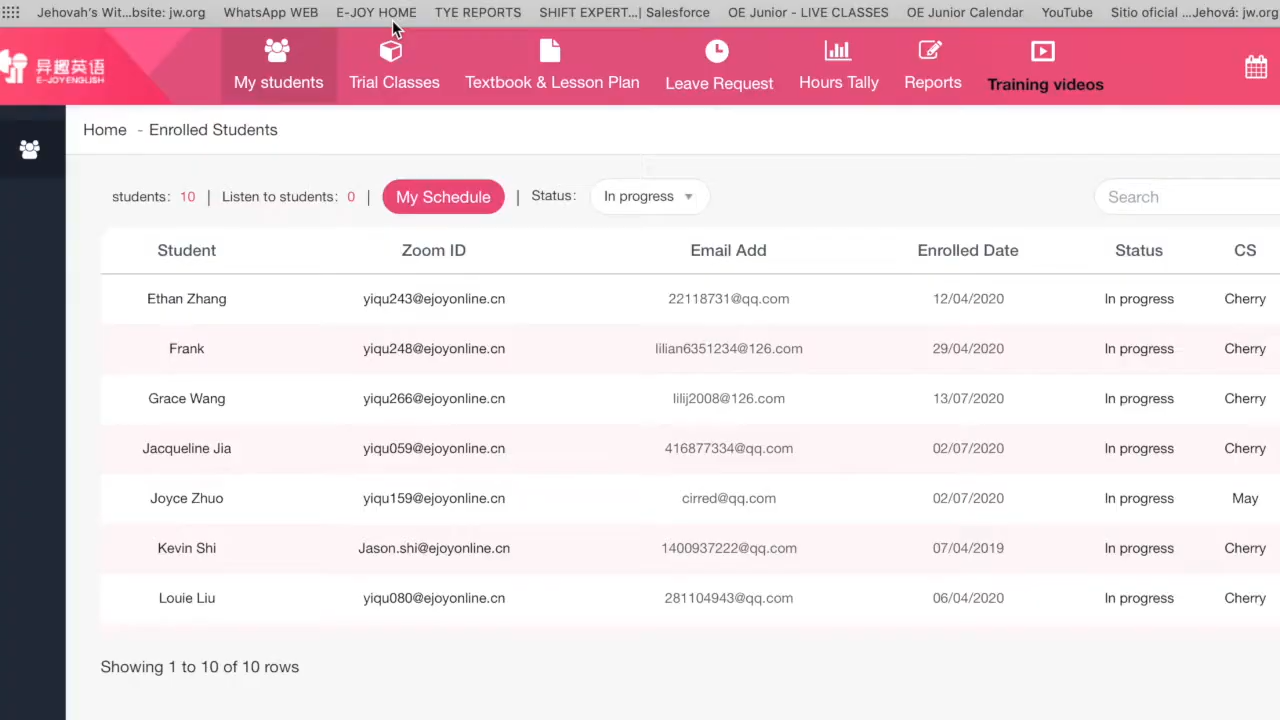 Jehovah's Wit...bsite: jw.org WhatsApp WEB E-JOY HOME TYE REPORTS SHIFT EXPERT...| Salesforce OE Junior - LIVE CLASSES OE Junior Calendar YouTube Sitio oficial ...Jehová: jw.org
异趣英语
E-JOY ENGLISH
My students Trial Classes Textbook & Lesson Plan Leave Request Hours Tally Reports Training videos
Home - Enrolled Students
students: 10 | Listen to students: 0 | My Schedule | Status: In progress Search
Student Zoom ID Email Add Enrolled Date Status CS
Ethan Zhang yiqu243@ejoyonline.cn 22118731@qq.com 12/04/2020 In progress Cherry
Frank yiqu248@ejoyonline.cn lilian6351234@126.com 29/04/2020 In progress Cherry
Grace Wang yiqu266@ejoyonline.cn lilij2008@126.com 13/07/2020 In progress Cherry
Jacqueline Jia yiqu059@ejoyonline.cn 416877334@qq.com 02/07/2020 In progress Cherry
Joyce Zhuo yiqu159@ejoyonline.cn cirred@qq.com 02/07/2020 In progress May
Kevin Shi Jason.shi@ejoyonline.cn 1400937222@qq.com 07/04/2019 In progress Cherry
Louie Liu yiqu080@ejoyonline.cn 281104943@qq.com 06/04/2020 In progress Cherry
Showing 1 to 10 of 10 rows